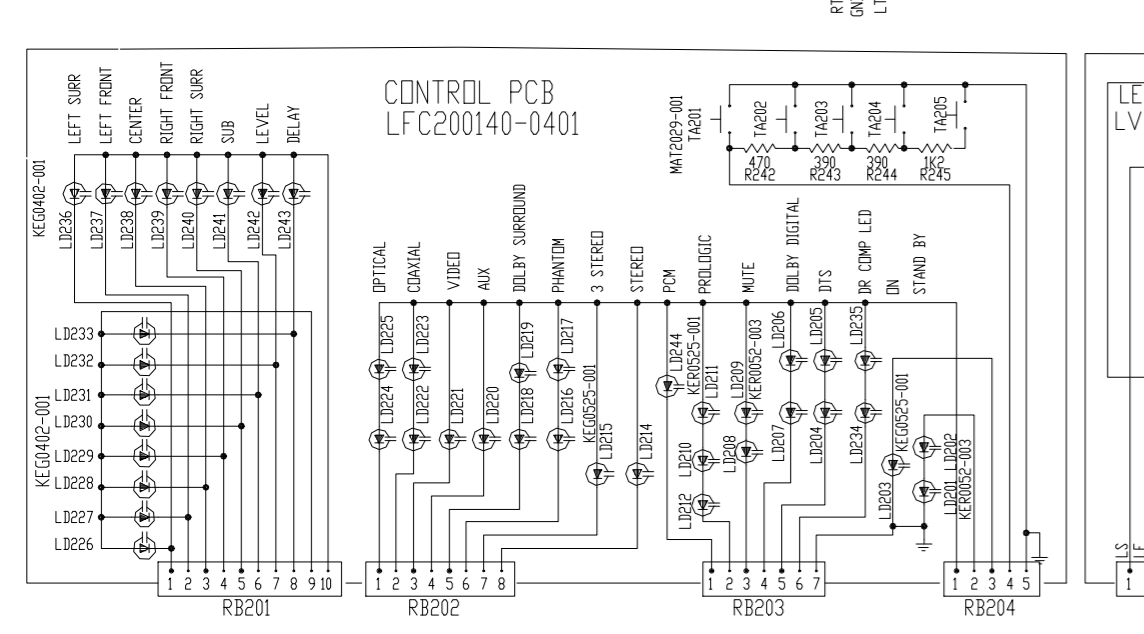 RT
GN
LT
CONTROL PCB
LFC200140-0401
LEFT SURR
LEFT FRONT
CENTER
RIGHT FRONT
RIGHT SURR
SUB
LEVEL
DELAY
KEG0402-001
LD236
LD237
LD238
LD239
LD240
LD241
LD242
LD243
MAT2029-001
TA201
TA202
TA203
TA204
TA205
470
R242
390
R243
390
R244
1K2
R245
LE
LV
OPTICAL
COAXIAL
VIDEO
AUX
DOLBY SURROUND
PHANTOM
3 STEREO
STEREO
PCM
PROLOGIC
MUTE
DOLBY DIGITAL
DTS
DR COMP LED
ON
STAND BY
KEG0402-001
LD233
LD232
LD231
LD230
LD229
LD228
LD227
LD226
LD225
LD223
LD219
LD217
LD224
LD222
LD221
LD220
LD218
LD216
KEG0525-001
LD215
LD214
LD244
KER0525-001
LD211
LD209
KER0052-003
LD206
LD205
LD235
LD210
LD208
LD207
LD204
LD234
LD212
KEG0525-001
LD203
LD202
LD201
KER0052-003
1 2 3 4 5 6 7 8 9 10
RB201
1 2 3 4 5 6 7 8
RB202
1 2 3 4 5 6 7
RB203
1 2 3 4 5
RB204
LS
1